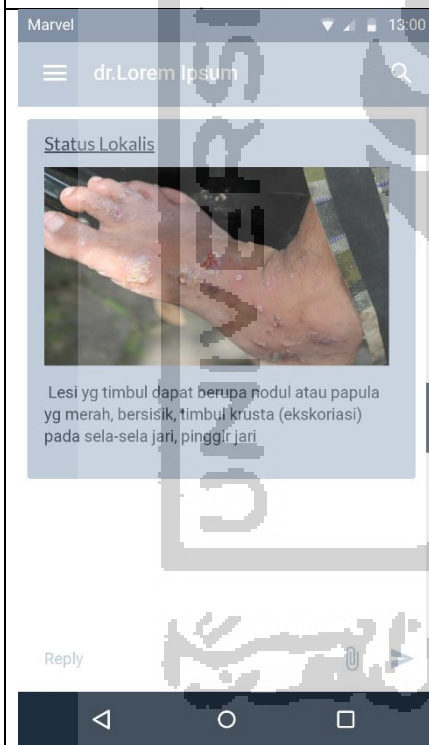 Marvel 13:00
dr.Lorem Ipsum
Status Lokalis
Lesi yg timbul dapat berupa nodul atau papula
yg merah, bersisik, timbul krusta (ekskoriasi)
pada sela-sela jari, pinggir jari
Reply